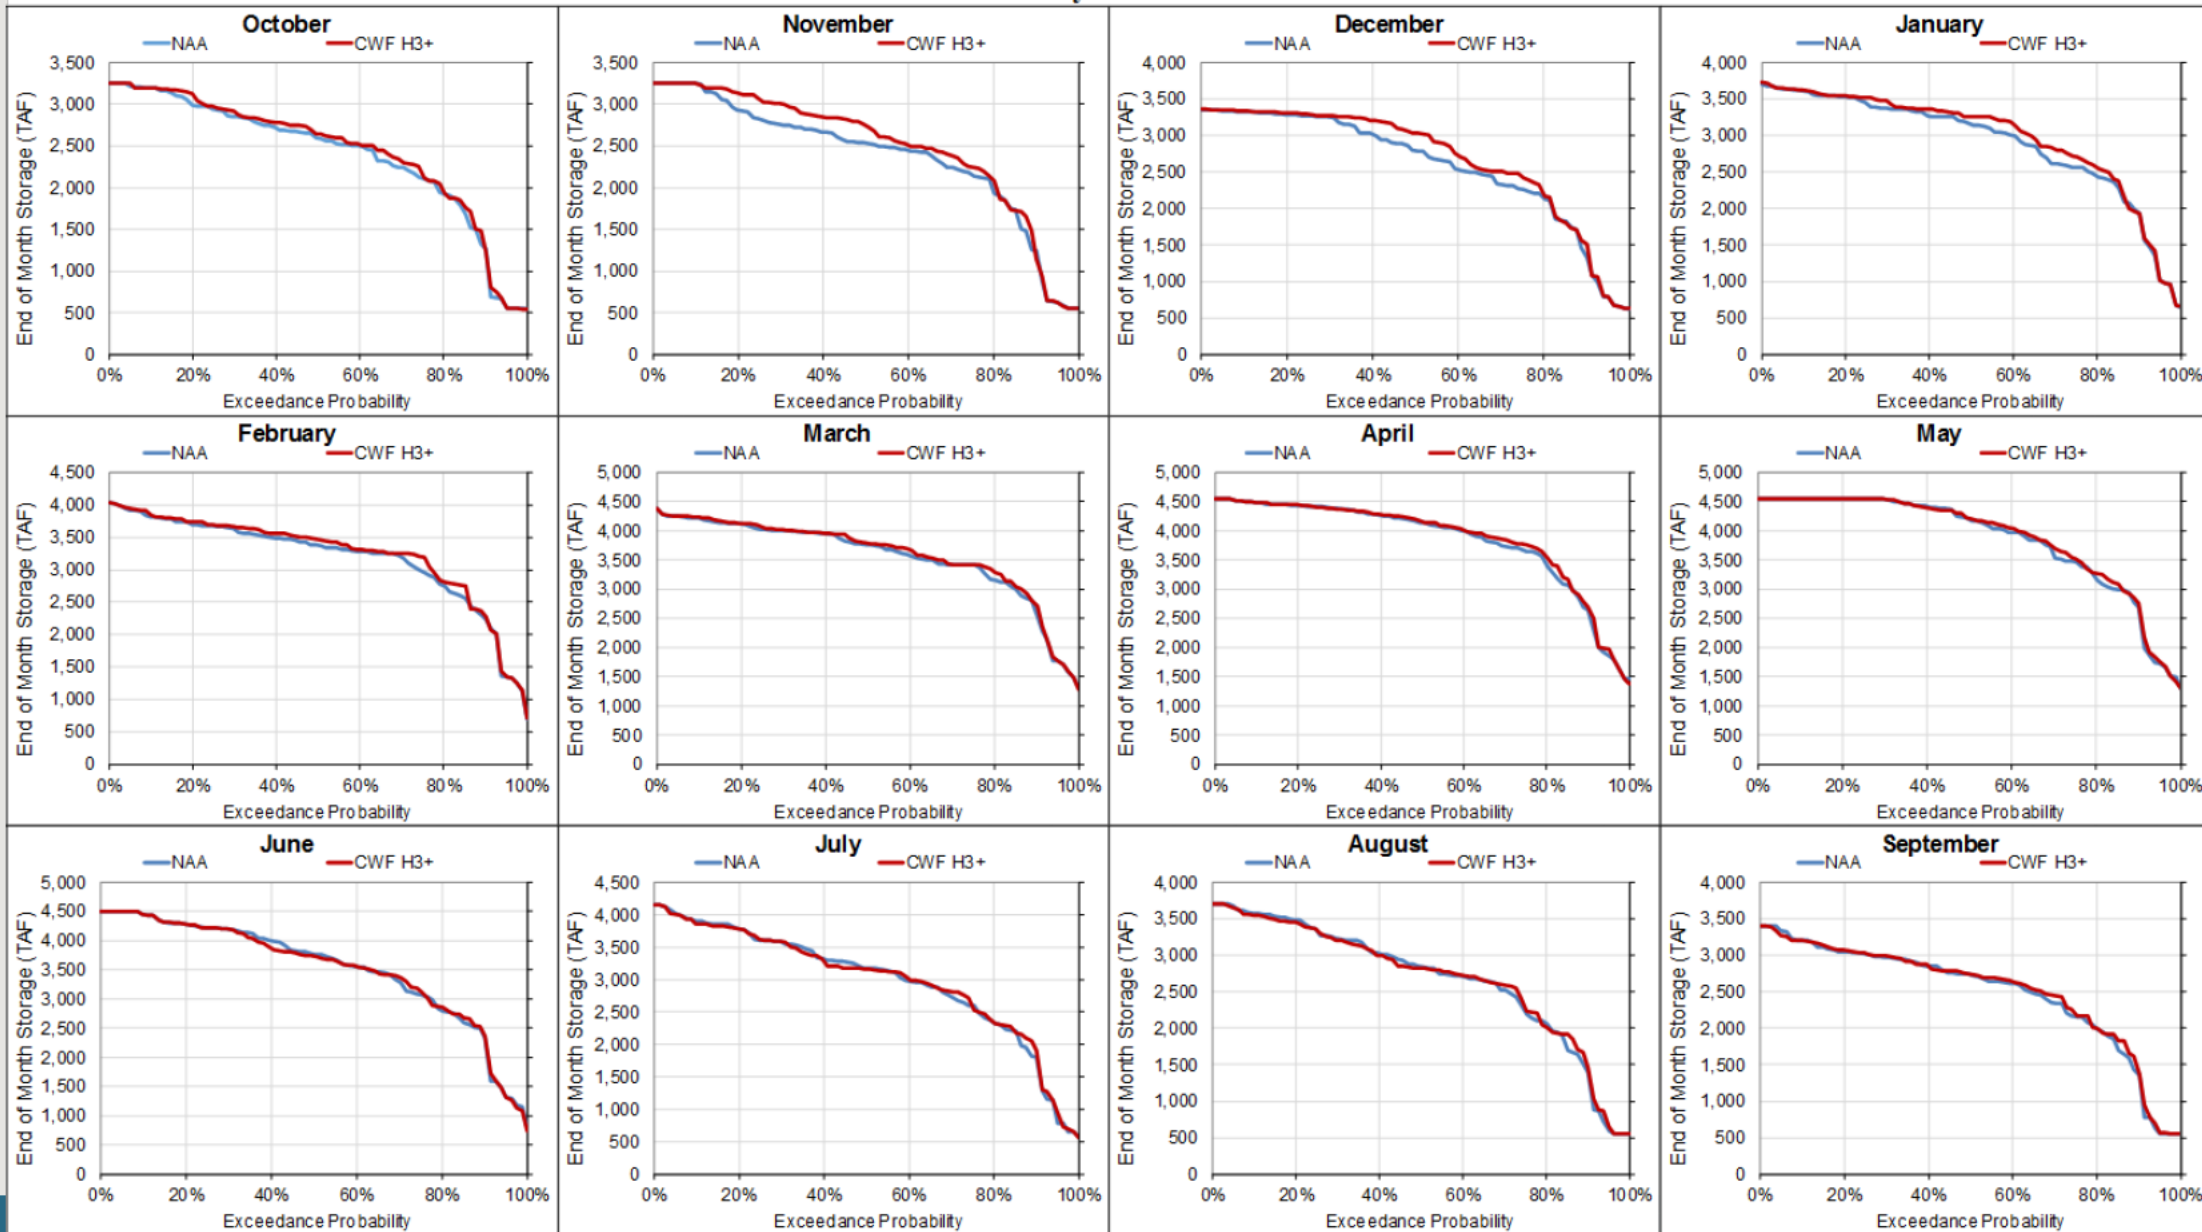 October
NAA CWF H3+
End of Month Storage (TAF)
3,500
3,000
2,500
2,000
1,500
1,000
500
0
0% 20% 40% 60% 80% 100%
Exceedance Probability
November
NAA CWF H3+
End of Month Storage (TAF)
3,500
3,000
2,500
2,000
1,500
1,000
500
0
0% 20% 40% 60% 80% 100%
Exceedance Probability
December
NAA CWF H3+
End of Month Storage (TAF)
4,000
3,500
3,000
2,500
2,000
1,500
1,000
500
0
0% 20% 40% 60% 80% 100%
Exceedance Probability
January
NAA CWF H3+
End of Month Storage (TAF)
4,000
3,500
3,000
2,500
2,000
1,500
1,000
500
0
0% 20% 40% 60% 80% 100%
Exceedance Probability
February
NAA CWF H3+
End of Month Storage (TAF)
4,500
4,000
3,500
3,000
2,500
2,000
1,500
1,000
500
0
0% 20% 40% 60% 80% 100%
Exceedance Probability
March
NAA CWF H3+
End of Month Storage (TAF)
5,000
4,500
4,000
3,500
3,000
2,500
2,000
1,500
1,000
500
0
0% 20% 40% 60% 80% 100%
Exceedance Probability
April
NAA CWF H3+
End of Month Storage (TAF)
5,000
4,500
4,000
3,500
3,000
2,500
2,000
1,500
1,000
500
0
0% 20% 40% 60% 80% 100%
Exceedance Probability
May
NAA CWF H3+
End of Month Storage (TAF)
5,000
4,500
4,000
3,500
3,000
2,500
2,000
1,500
1,000
500
0
0% 20% 40% 60% 80% 100%
Exceedance Probability
June
NAA CWF H3+
End of Month Storage (TAF)
5,000
4,500
4,000
3,500
3,000
2,500
2,000
1,500
1,000
500
0
0% 20% 40% 60% 80% 100%
Exceedance Probability
July
NAA CWF H3+
End of Month Storage (TAF)
4,500
4,000
3,500
3,000
2,500
2,000
1,500
1,000
500
0
0% 20% 40% 60% 80% 100%
Exceedance Probability
August
NAA CWF H3+
End of Month Storage (TAF)
4,000
3,500
3,000
2,500
2,000
1,500
1,000
500
0
0% 20% 40% 60% 80% 100%
Exceedance Probability
September
NAA CWF H3+
End of Month Storage (TAF)
4,000
3,500
3,000
2,500
2,000
1,500
1,000
500
0
0% 20% 40% 60% 80% 100%
Exceedance Probability